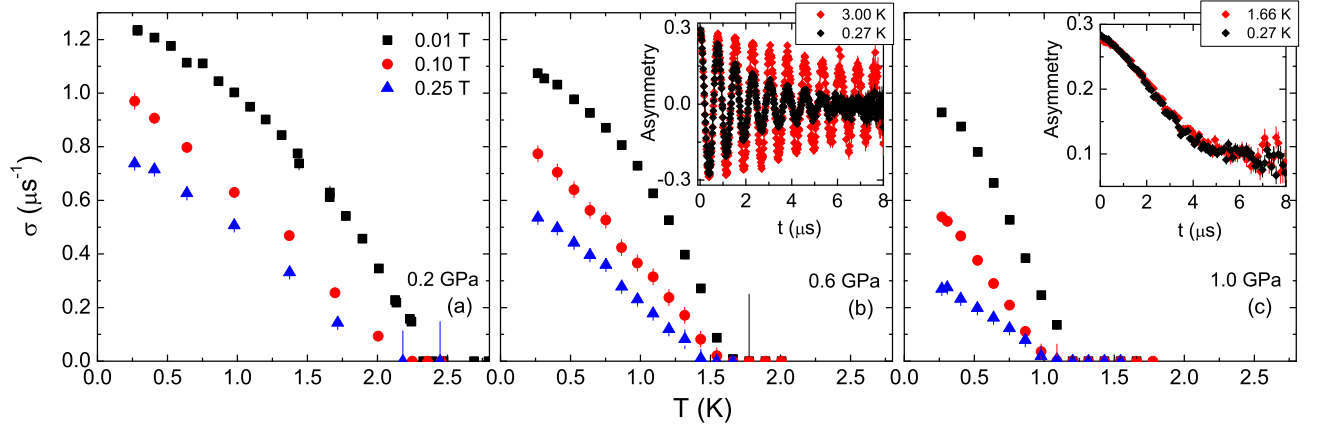 σ (μs⁻¹)
1.2
1.0
0.8
0.6
0.4
0.2
0.0
0.01 T
0.10 T
0.25 T
0.2 GPa
(a)
0.0 0.5 1.0 1.5 2.0 2.5
3.00 K
0.27 K
Asymmetry
0.3
0.0
-0.3
0 2 4 6 8
t (μs)
0.6 GPa
(b)
0.0 0.5 1.0 1.5 2.0 2.5
1.66 K
0.27 K
Asymmetry
0.3
0.2
0.1
0 2 4 6 8
t (μs)
1.0 GPa
(c)
0.0 0.5 1.0 1.5 2.0 2.5
T (K)